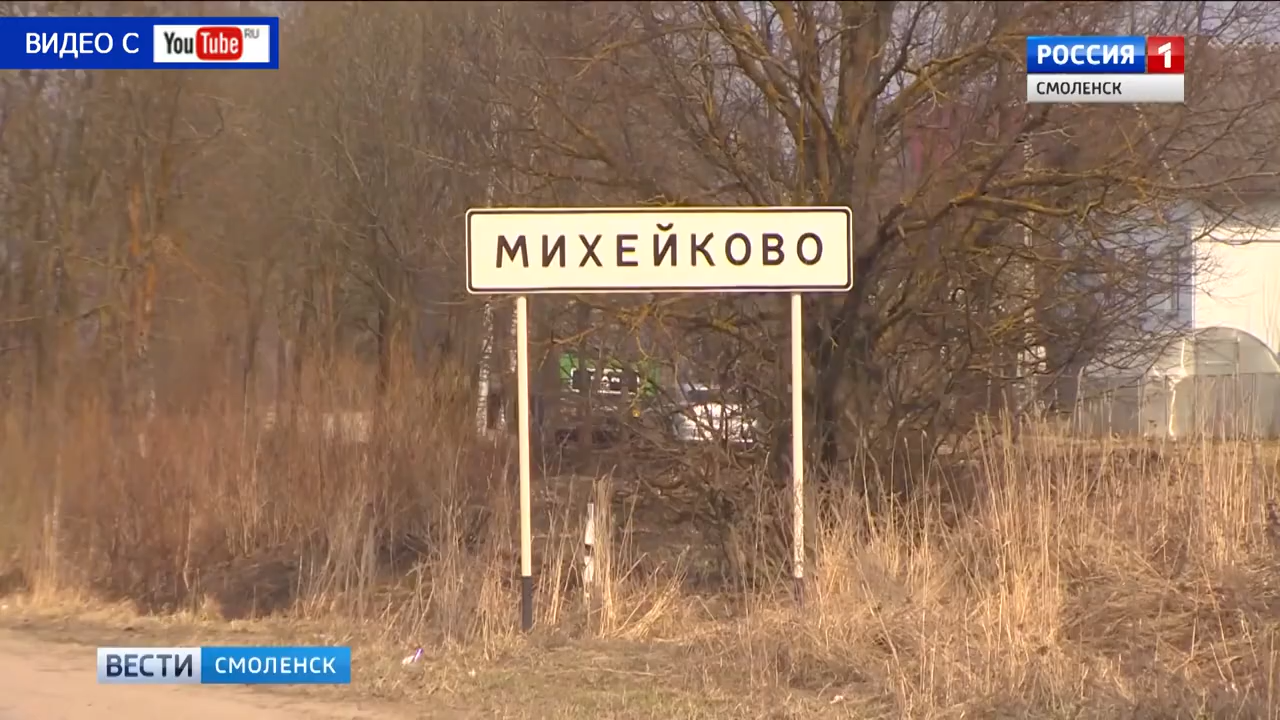 ВИДЕО С YouTube RU
РОССИЯ 1
СМОЛЕНСК
МИХЕЙКОВО
ВЕСТИ СМОЛЕНСК